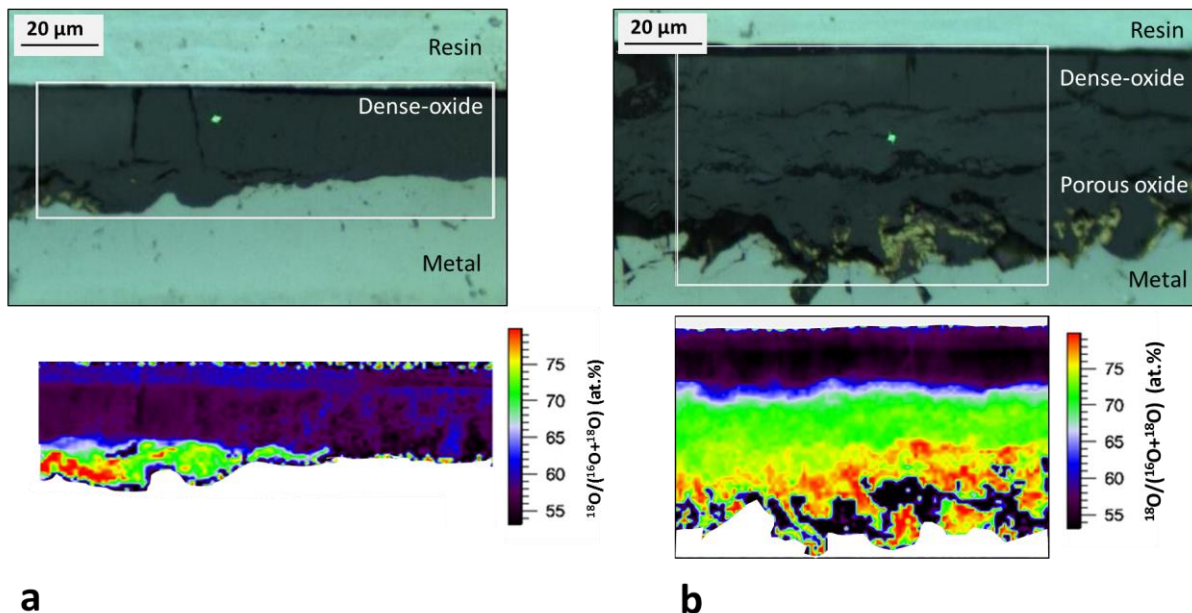 20 µm
Resin
Dense-oxide
Metal
20 µm
Resin
Dense-oxide
Porous oxide
Metal
75
70
65
60
55
¹⁸O/(¹⁶O+¹⁸O) (at.%)
75
70
65
60
55
¹⁸O/(¹⁶O+¹⁸O) (at.%)
a
b